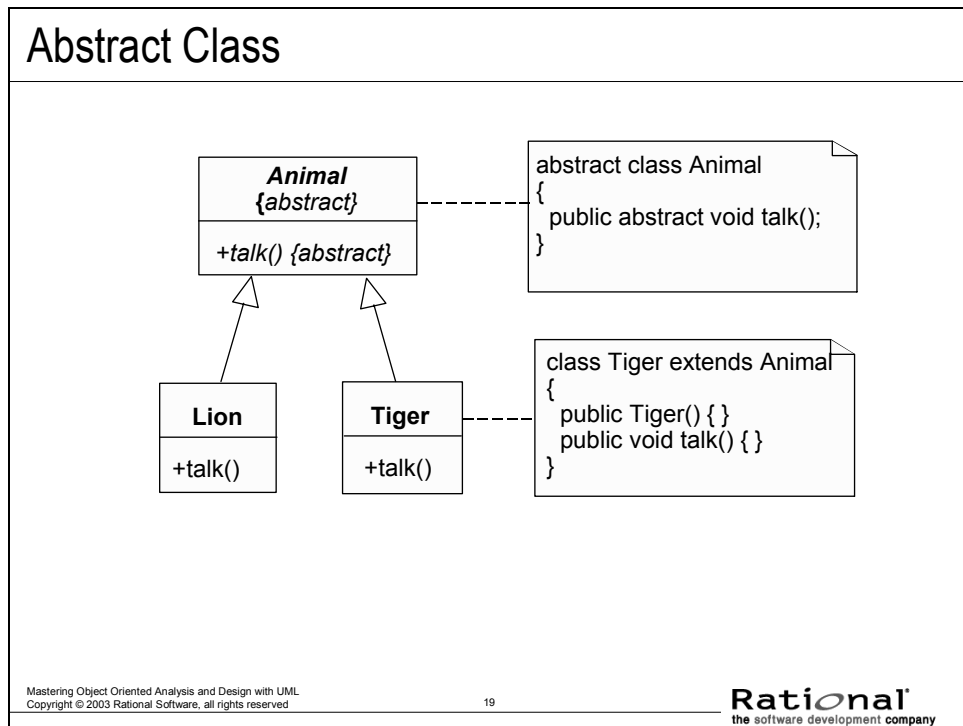 Abstract Class
Animal
{abstract}
+talk() {abstract}
abstract class Animal
{
public abstract void talk();
}
Lion
+talk()
Tiger
+talk()
class Tiger extends Animal
{
public Tiger() { }
public void talk() { }
}
Mastering Object Oriented Analysis and Design with UML
Copyright © 2003 Rational Software, all rights reserved
19
Rational
the software development company